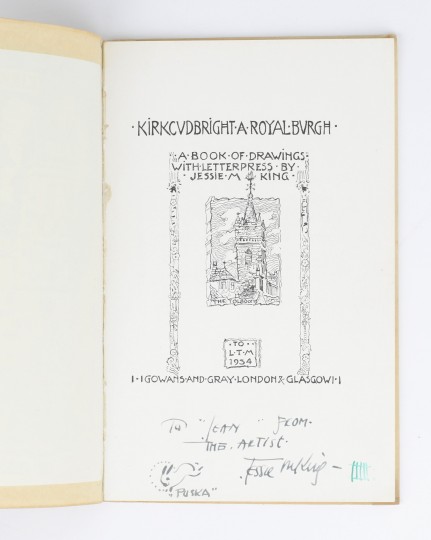 ·KIRKCVDBRIGHT·A·ROYAL·BVRGH·
·A·BOOK·OF·DRAWINGS·
WITH·LETTERPRESS·BY·
·JESSIE·M·KING·
THE TOLBOOTH
·TO·
L·T·M
1934
I·I GOWANS·AND·GRAY·LONDON·&·GLASGOW I·I
To "Jean" FROM·
THE·ARTIST·
Jessie M King –
"PUSKA"